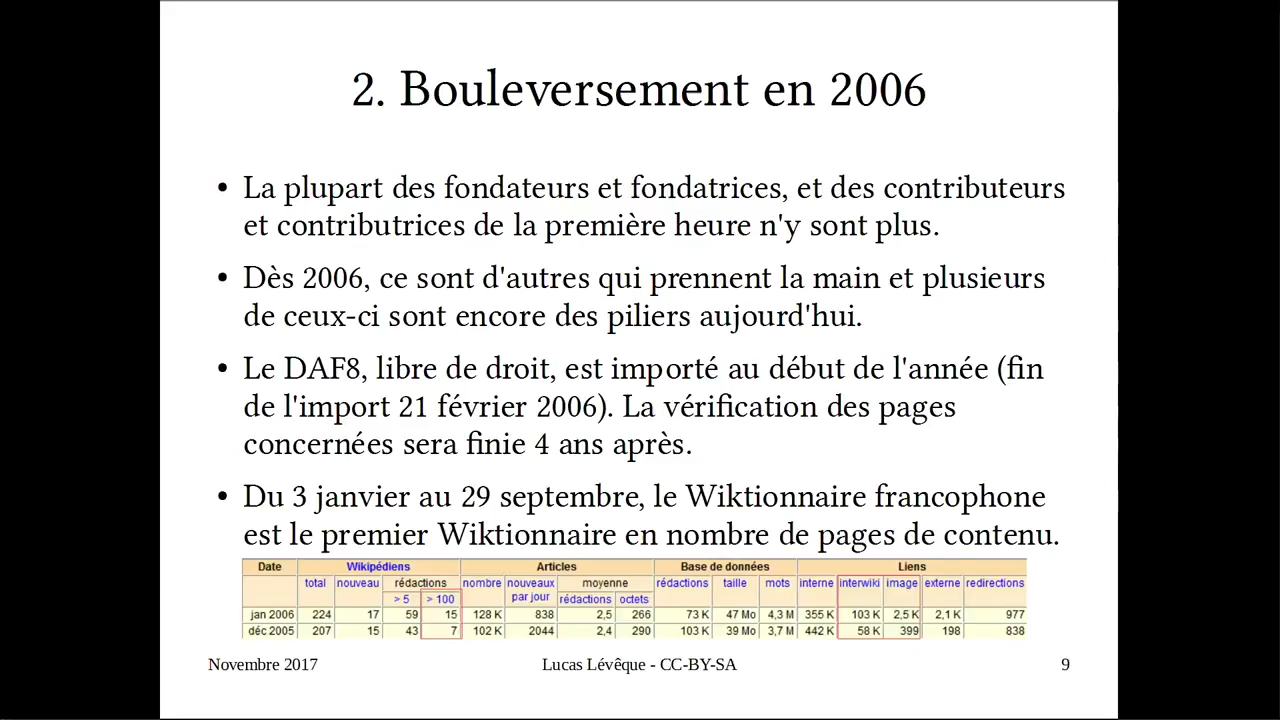 2. Bouleversement en 2006
• La plupart des fondateurs et fondatrices, et des contributeurs
et contributrices de la première heure n'y sont plus.
• Dès 2006, ce sont d'autres qui prennent la main et plusieurs
de ceux-ci sont encore des piliers aujourd'hui.
• Le DAF8, libre de droit, est importé au début de l'année (fin
de l'import 21 février 2006). La vérification des pages
concernées sera finie 4 ans après.
• Du 3 janvier au 29 septembre, le Wiktionnaire francophone
est le premier Wiktionnaire en nombre de pages de contenu.
Date Wikipédiens Articles Base de données Liens
total nouveau rédactions nombre nouveaux moyenne rédactions taille mots interne interwiki image externe redirections
> 5 > 100 par jour rédactions octets
jan 2006 224 17 59 15 128 K 838 2,5 266 73 K 47 Mo 4,3 M 355 K 103 K 2,5 K 2,1 K 977
déc 2005 207 15 43 7 102 K 2044 2,4 290 103 K 39 Mo 3,7 M 442 K 58 K 399 198 838
Novembre 2017 Lucas Lévêque - CC-BY-SA 9